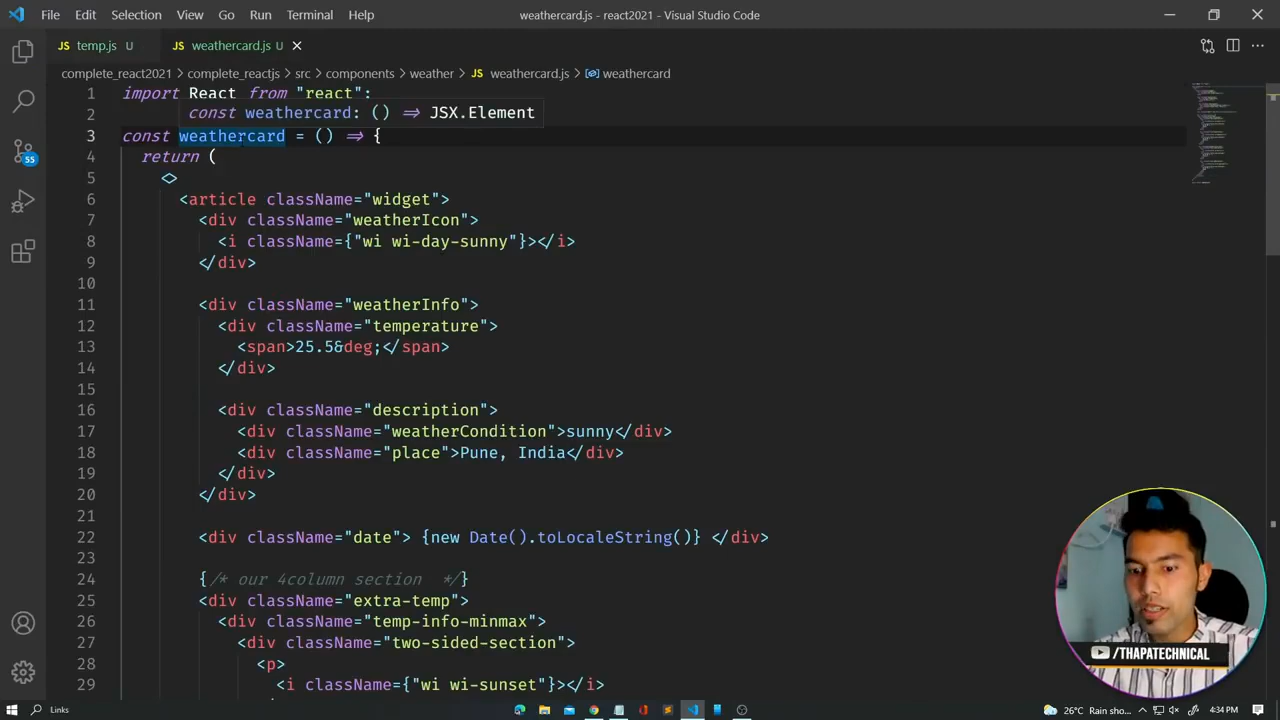 File Edit Selection View Go Run Terminal Help
weathercard.js - react2021 - Visual Studio Code
JS temp.js U
JS weathercard.js U
complete_react2021 > complete_reactjs > src > components > weather > JS weathercard.js > weathercard
1 import React from "react";
const weathercard: () => JSX.Element
2
3 const weathercard = () => {
4 return (
5 <>
6 <article className="widget">
7 <div className="weatherIcon">
8 <i className={"wi wi-day-sunny"}></i>
9 </div>
10
11 <div className="weatherInfo">
12 <div className="temperature">
13 <span>25.5&deg;</span>
14 </div>
15
16 <div className="description">
17 <div className="weatherCondition">sunny</div>
18 <div className="place">Pune, India</div>
19 </div>
20 </div>
21
22 <div className="date"> {new Date().toLocaleString()} </div>
23
24 {/* our 4column section */}
25 <div className="extra-temp">
26 <div className="temp-info-minmax">
27 <div className="two-sided-section">
28 <p>
29 <i className={"wi wi-sunset"}></i>
55
/THAPATECHNICAL
Links
26°C Rain sho... 4:34 PM